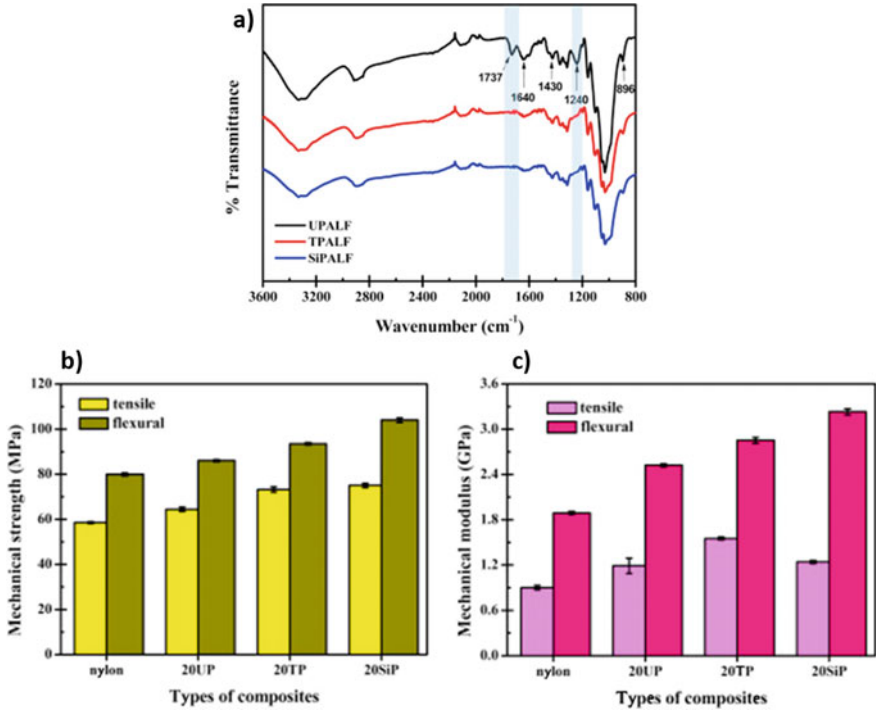 a)
% Transmittance
1737
1640
1430
1240
896
UPALF
TPALF
SiPALF
3600 3200 2800 2400 2000 1600 1200 800
Wavenumber (cm⁻¹)
b)
Mechanical strength (MPa)
120
100
80
60
40
20
0
tensile
flexural
nylon 20UP 20TP 20SiP
Types of composites
c)
Mechanical modulus (GPa)
3.6
3.0
2.4
1.8
1.2
0.6
0.0
tensile
flexural
nylon 20UP 20TP 20SiP
Types of composites